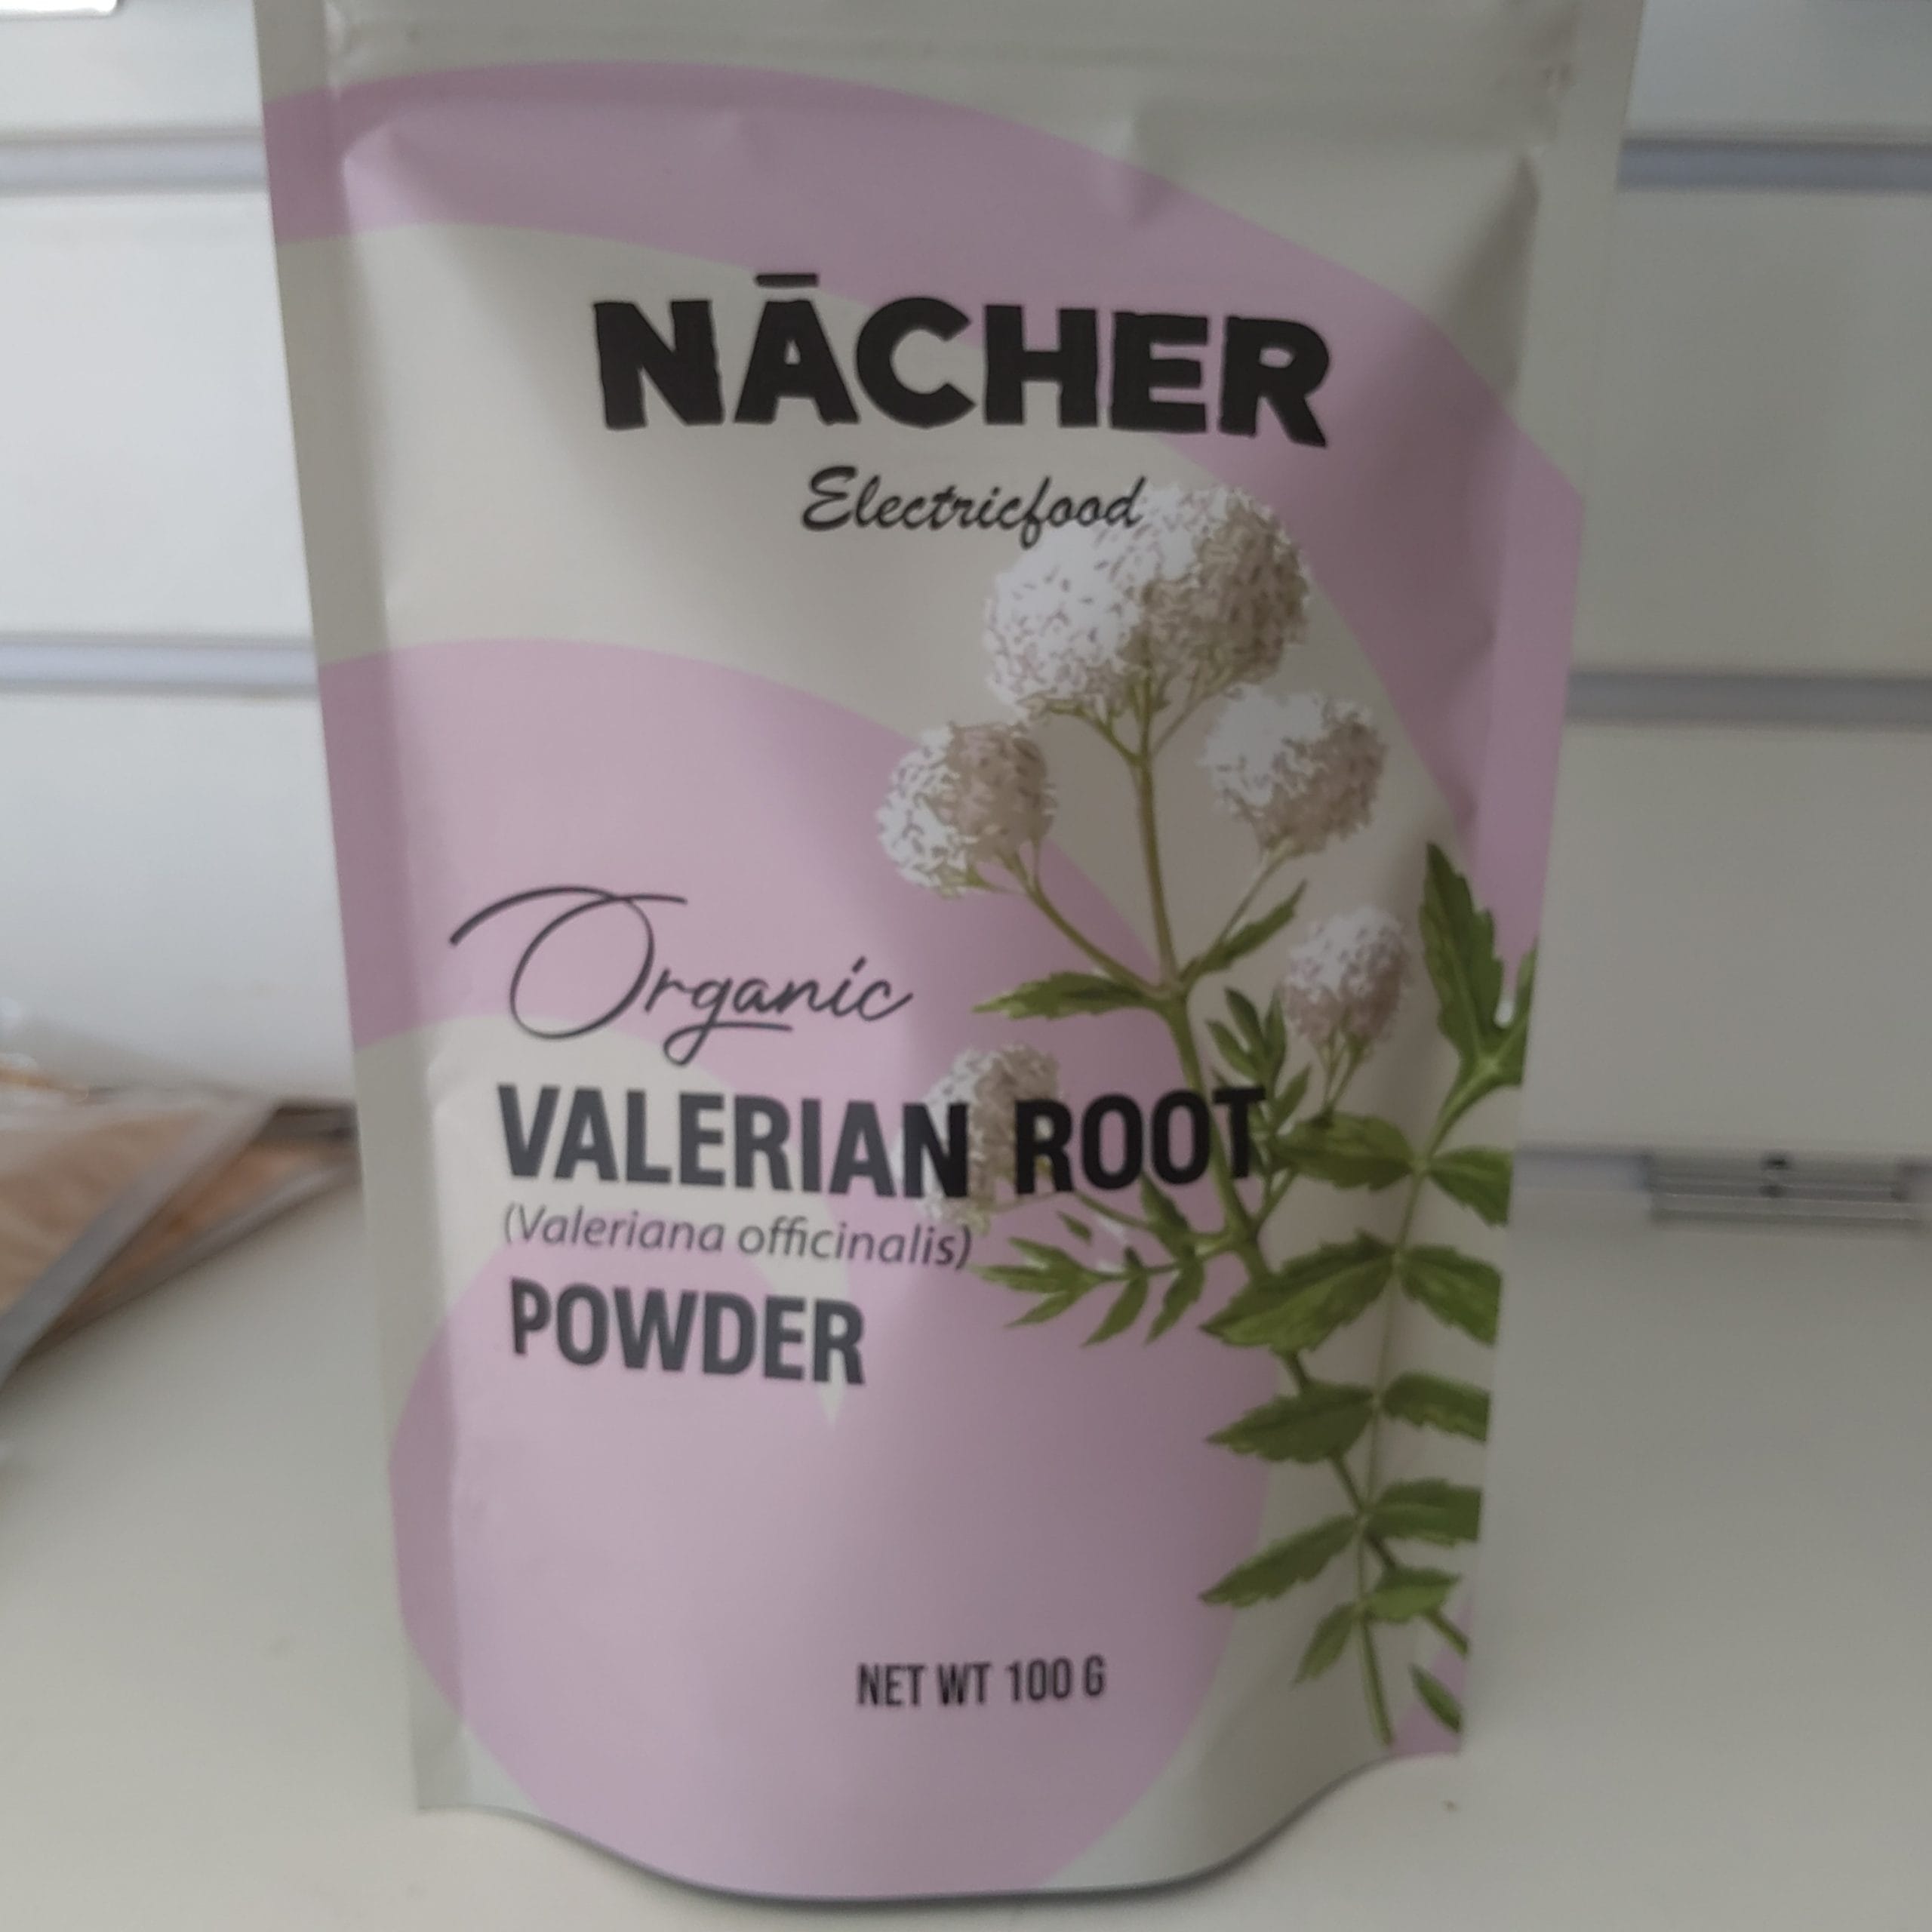 NĀCHER
Electricfood
Organic
VALERIAN ROOT
(Valeriana officinalis)
POWDER
NET WT 100 G